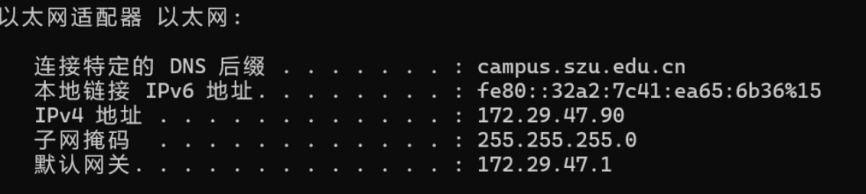 以太网适配器 以太网:
连接特定的 DNS 后缀 . . . . . . . : campus.szu.edu.cn
本地链接 IPv6 地址. . . . . . . . : fe80::32a2:7c41:ea65:6b36%15
IPv4 地址 . . . . . . . . . . . . : 172.29.47.90
子网掩码  . . . . . . . . . . . . : 255.255.255.0
默认网关. . . . . . . . . . . . . : 172.29.47.1